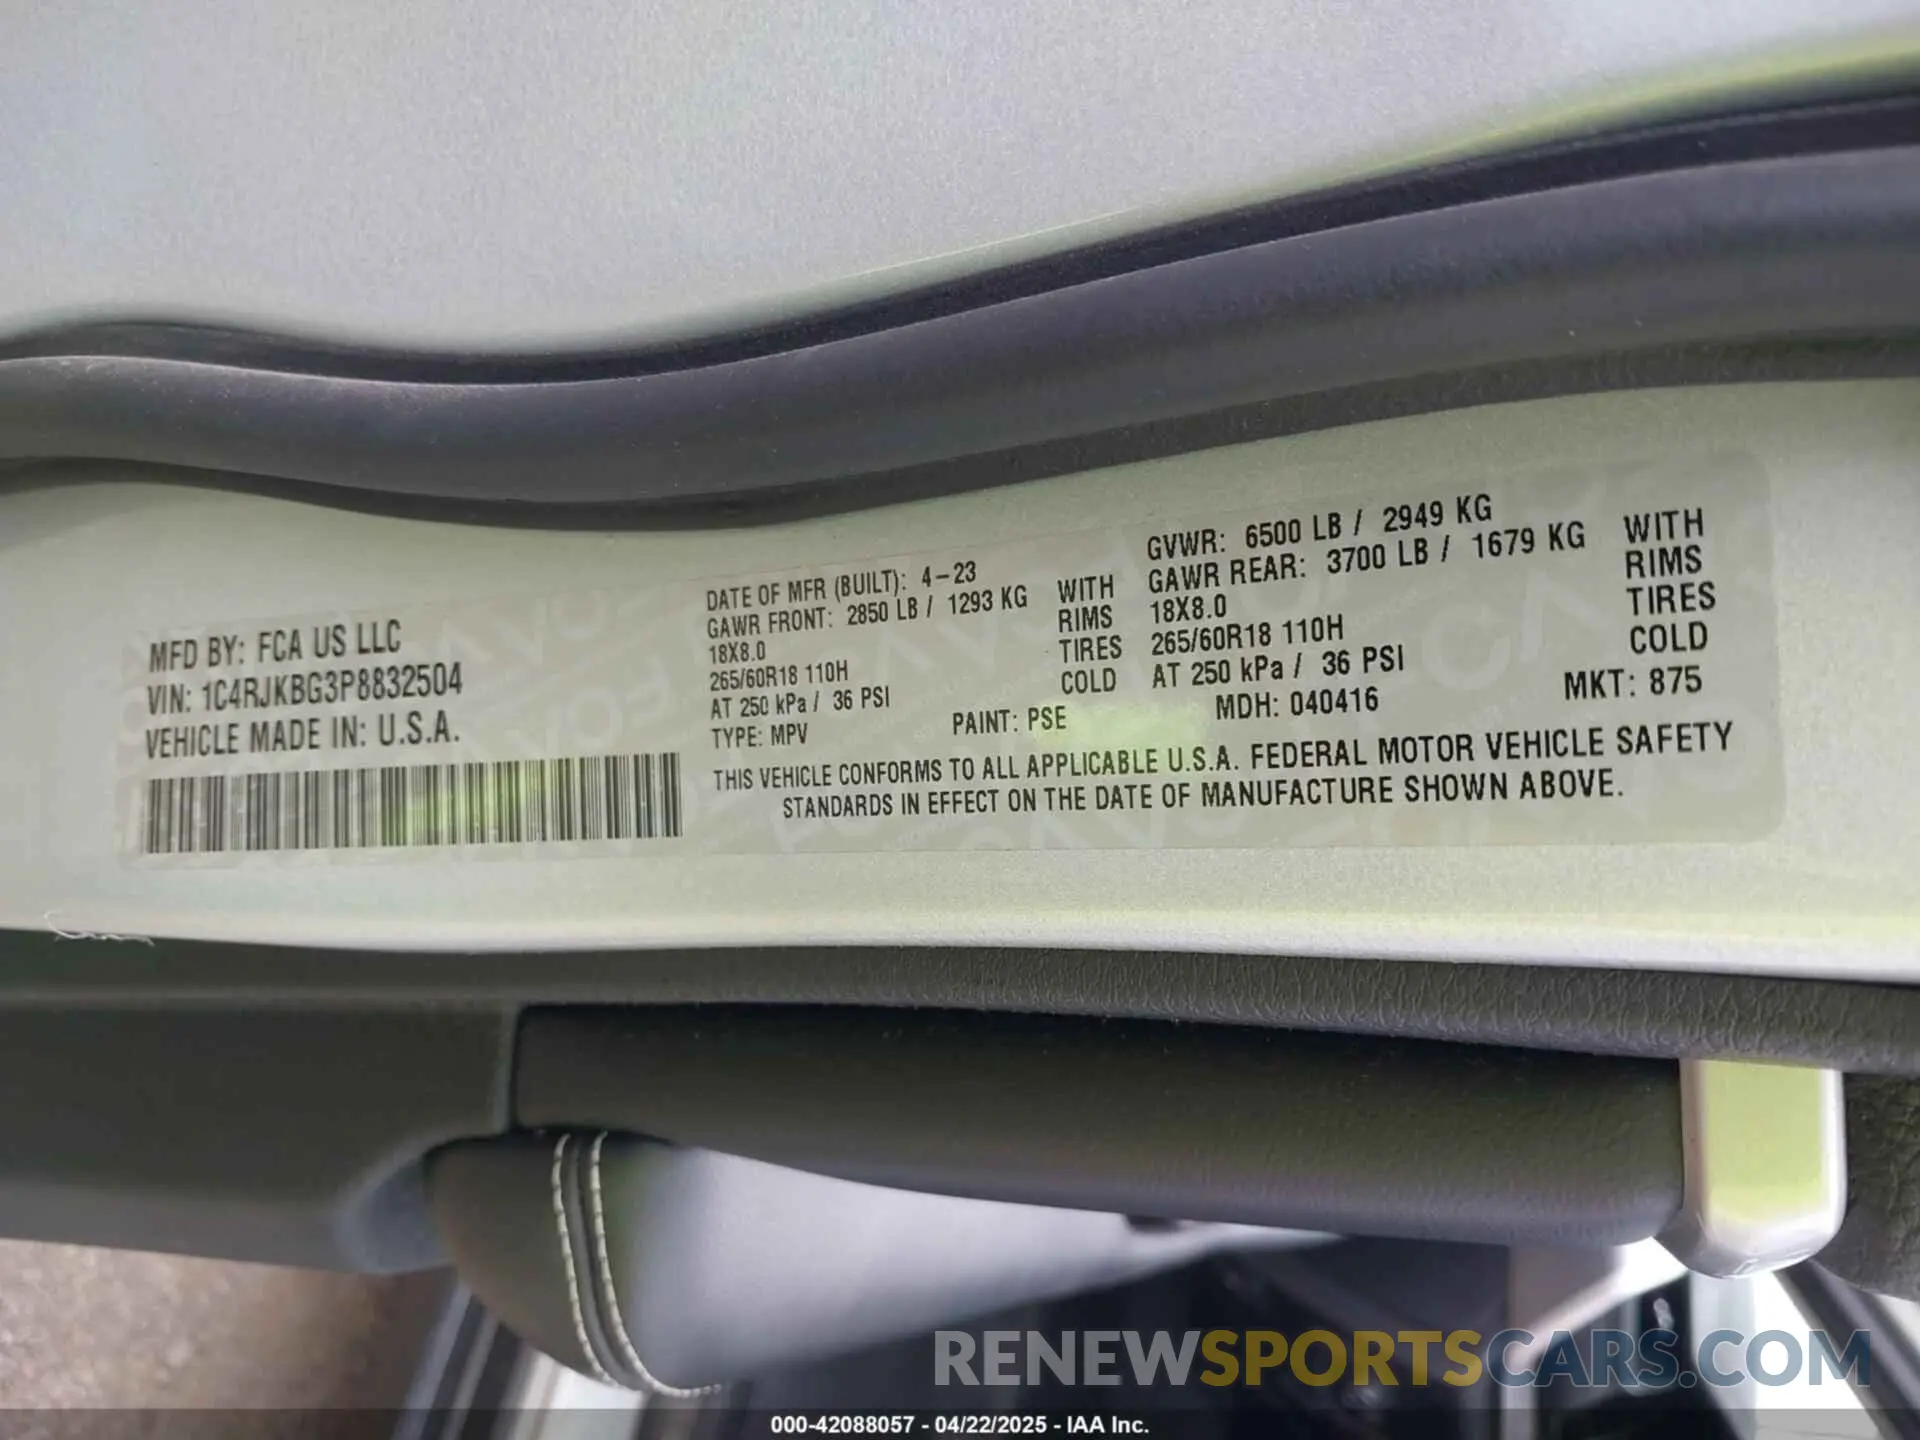 MFD BY: FCA US LLC
VIN: 1C4RJKBG3P8832504
VEHICLE MADE IN: U.S.A.
DATE OF MFR (BUILT): 4-23
GAWR FRONT: 2850 LB / 1293 KG WITH
18X8.0 RIMS
265/60R18 110H TIRES
AT 250 kPa / 36 PSI COLD
TYPE: MPV
GVWR: 6500 LB / 2949 KG
GAWR REAR: 3700 LB / 1679 KG WITH
18X8.0 RIMS
265/60R18 110H TIRES
AT 250 kPa / 36 PSI COLD
PAINT: PSE MDH: 040416 MKT: 875
THIS VEHICLE CONFORMS TO ALL APPLICABLE U.S.A. FEDERAL MOTOR VEHICLE SAFETY
STANDARDS IN EFFECT ON THE DATE OF MANUFACTURE SHOWN ABOVE.
RENEWSPORTSCARS.COM
000-42088057 - 04/22/2025 - IAA Inc.